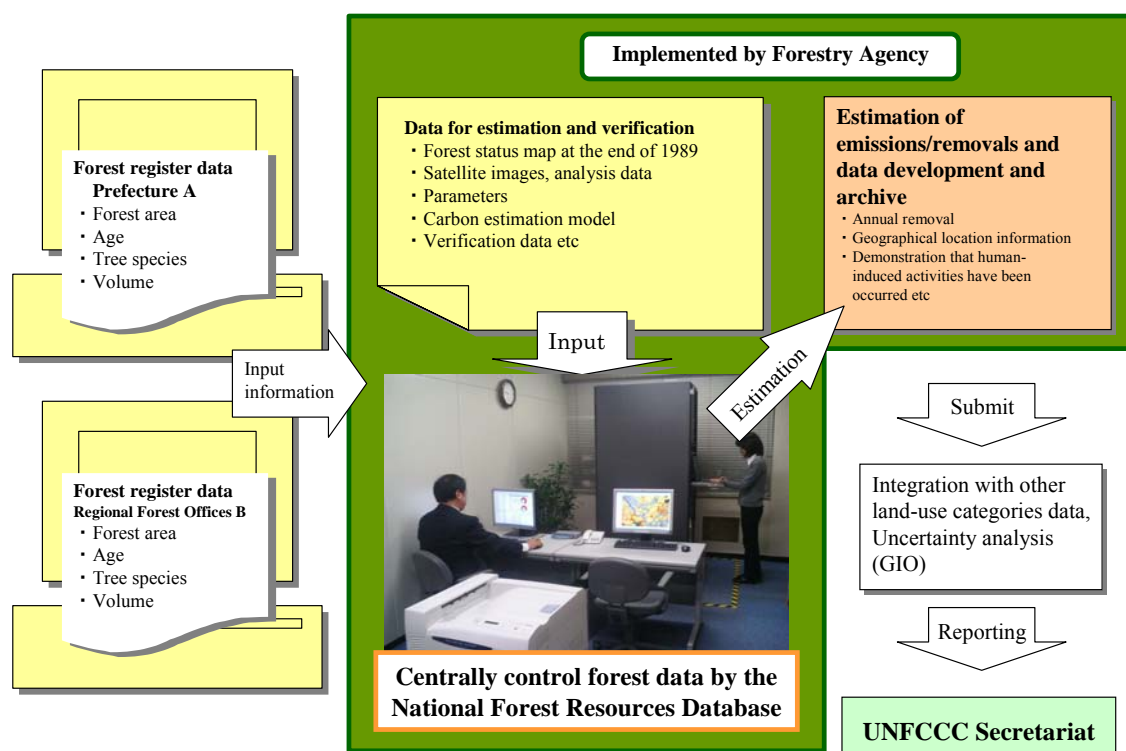 Implemented by Forestry Agency
Forest register data
Prefecture A
・Forest area
・Age
・Tree species
・Volume
Forest register data
Regional Forest Offices B
・Forest area
・Age
・Tree species
・Volume
Input
information
Data for estimation and verification
・Forest status map at the end of 1989
・Satellite images, analysis data
・Parameters
・Carbon estimation model
・Verification data etc
Input
Centrally control forest data by the
National Forest Resources Database
Estimation
Estimation of
emissions/removals and
data development and
archive
・Annual removal
・Geographical location information
・Demonstration that human-
induced activities have been
occurred etc
Submit
Integration with other
land-use categories data,
Uncertainty analysis
(GIO)
Reporting
UNFCCC Secretariat